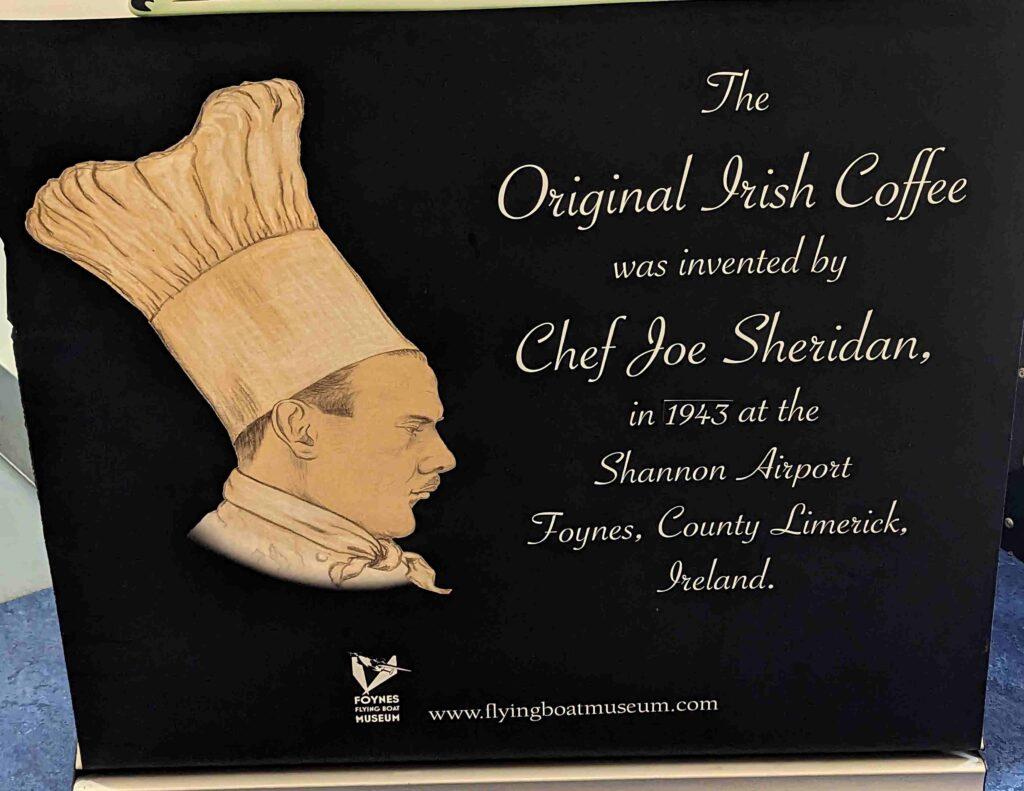 The
Original Irish Coffee
was invented by
Chef Joe Sheridan,
in 1943 at the
Shannon Airport
Foynes, County Limerick,
Ireland.
FOYNES
FLYING BOAT
MUSEUM
www.flyingboatmuseum.com